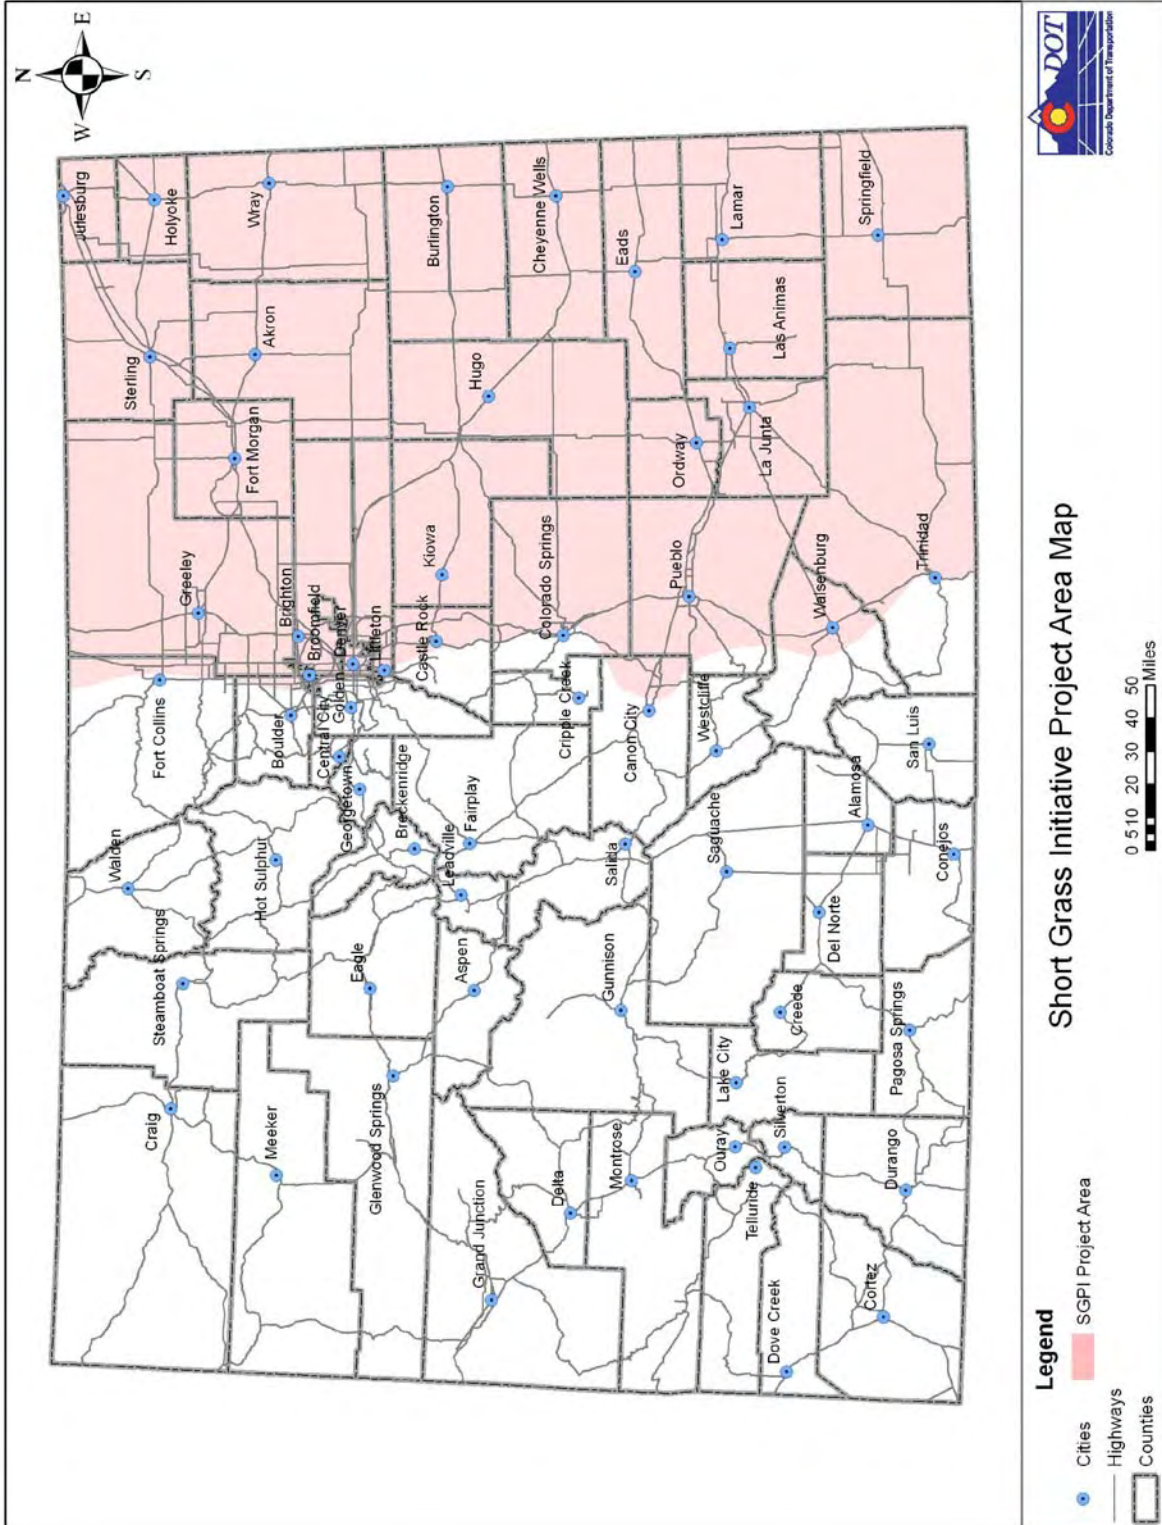 N
W
E
S
Julesburg
Holyoke
Wray
Burlington
Cheyenne Wells
Eads
Lamar
Springfield
Sterling
Akron
Hugo
Las Animas
Fort Morgan
Ordway
La Junta
Greeley
Brighton
Broomfield
Denver
Littleton
Golden
Kiowa
Castle Rock
Colorado Springs
Pueblo
Walsenburg
Trinidad
Fort Collins
Boulder
Central City
Georgetown
Breckenridge
Cripple Creek
Canon City
Westcliffe
San Luis
Walden
Hot Sulphur
Leadville
Fairplay
Salida
Saguache
Alamosa
Conejos
Steamboat Springs
Eagle
Aspen
Gunnison
Del Norte
Creede
Pagosa Springs
Craig
Meeker
Glenwood Springs
Lake City
Silverton
Ouray
Montrose
Delta
Telluride
Durango
Grand Junction
Dove Creek
Cortez
Legend
Cities
Highways
Counties
SGPI Project Area
Short Grass Initiative Project Area Map
0 5 10 20 30 40 50
Miles
DOT
Colorado Department of Transportation